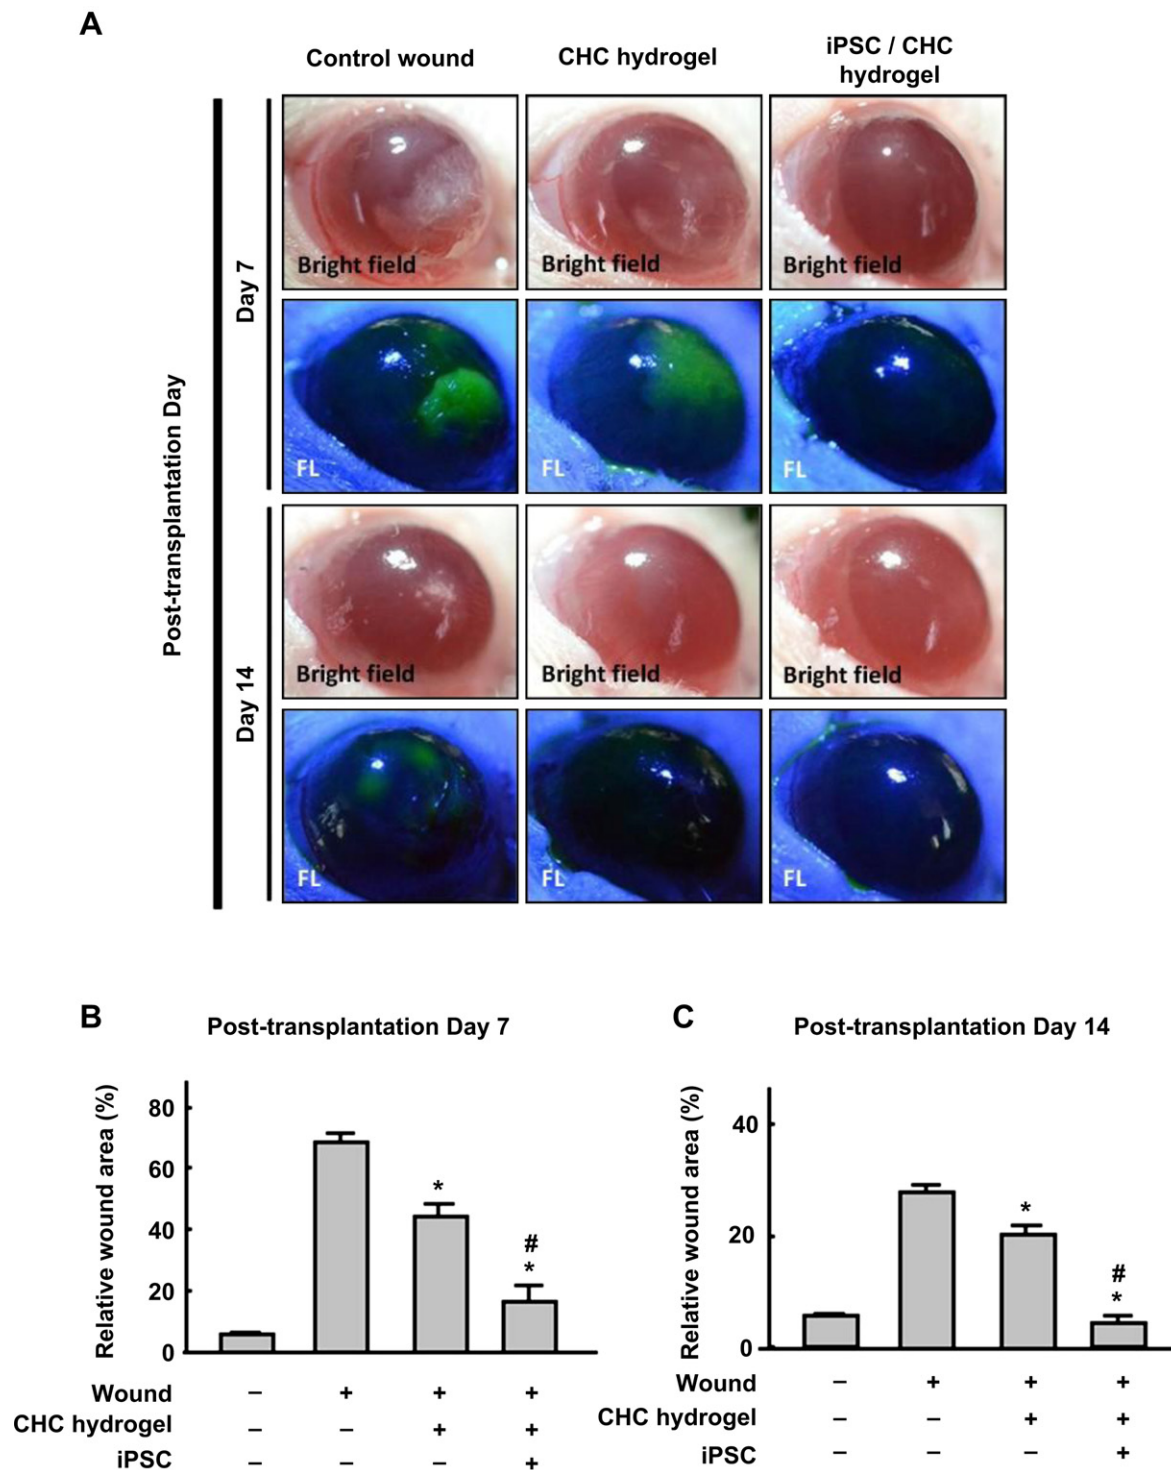 A
Control wound
CHC hydrogel
iPSC / CHC
hydrogel
Post-transplantation Day
Day 7
Bright field
Bright field
Bright field
FL
FL
FL
Day 14
Bright field
Bright field
Bright field
FL
FL
FL
B
Post-transplantation Day 7
Relative wound area (%)
80
60
40
20
0
*
#
*
Wound – + + +
CHC hydrogel – – + +
iPSC – – – +
C
Post-transplantation Day 14
Relative wound area (%)
40
20
0
*
#
*
Wound – + + +
CHC hydrogel – – + +
iPSC – – – +